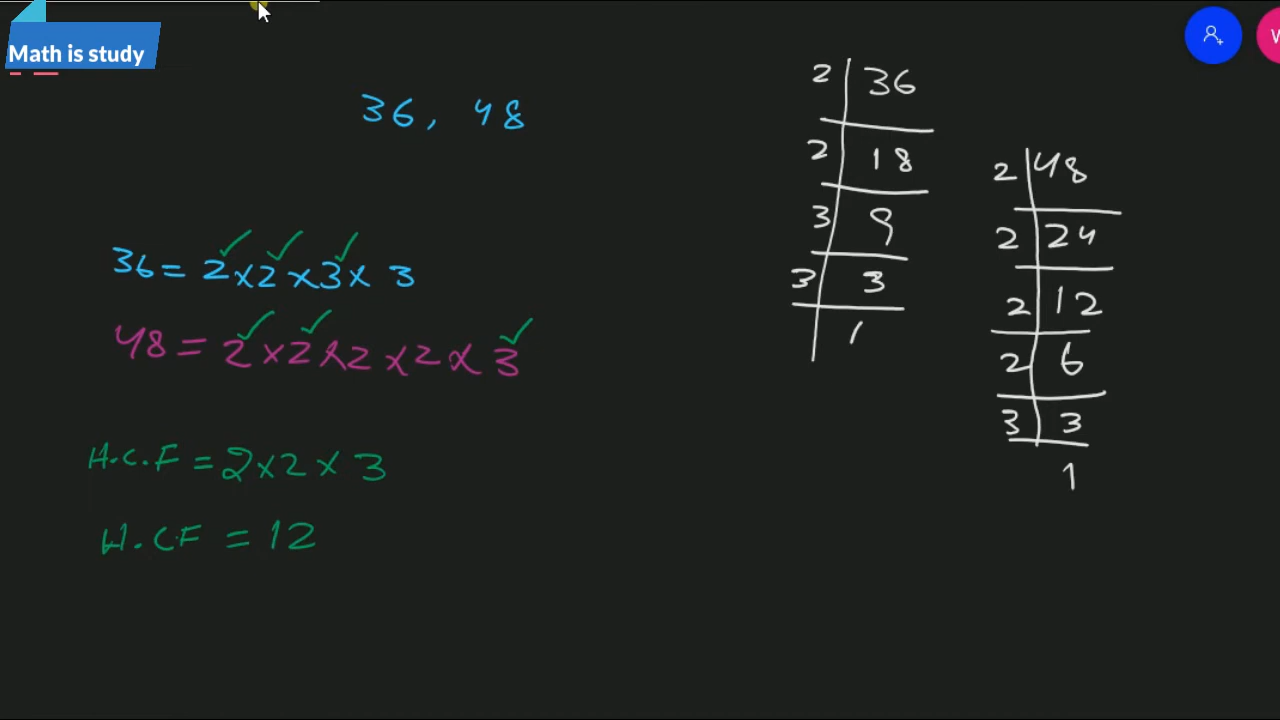 Math is study
36, 48
36 = 2 × 2 × 3 × 3
48 = 2 × 2 × 2 × 2 × 3
H.C.F = 2 × 2 × 3
H.CF = 12
2 | 36
2 | 18
3 | 9
3 | 3
| 1
2 | 48
2 | 24
2 | 12
2 | 6
3 | 3
1
W